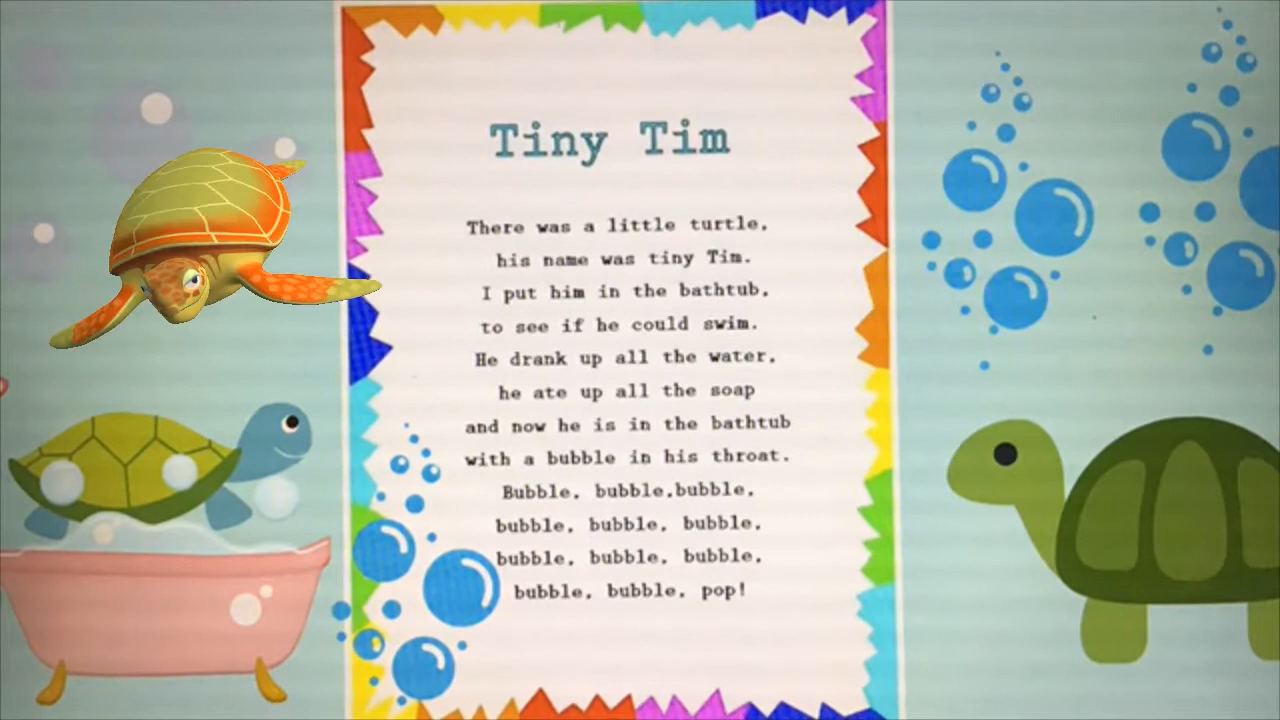 Tiny Tim
There was a little turtle,
his name was tiny Tim.
I put him in the bathtub,
to see if he could swim.
He drank up all the water,
he ate up all the soap
and now he is in the bathtub
with a bubble in his throat.
Bubble, bubble,bubble,
bubble, bubble, bubble,
bubble, bubble, bubble,
bubble, bubble, pop!